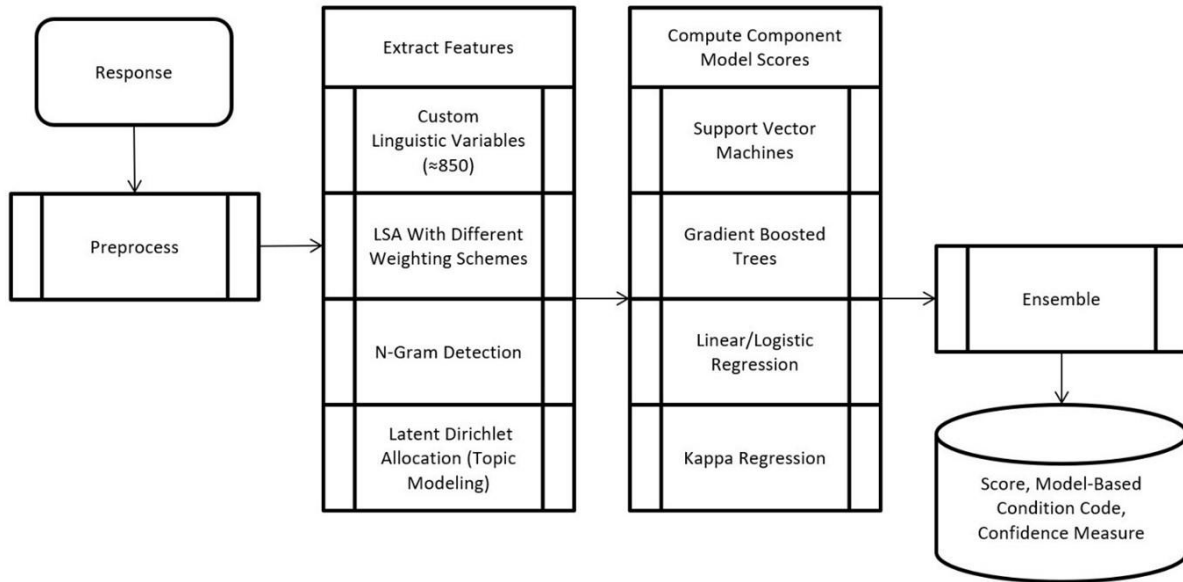 Response
Preprocess
Extract Features
Custom
Linguistic Variables
(≈850)
LSA With Different
Weighting Schemes
N-Gram Detection
Latent Dirichlet
Allocation (Topic
Modeling)
Compute Component
Model Scores
Support Vector
Machines
Gradient Boosted
Trees
Linear/Logistic
Regression
Kappa Regression
Ensemble
Score, Model-Based
Condition Code,
Confidence Measure